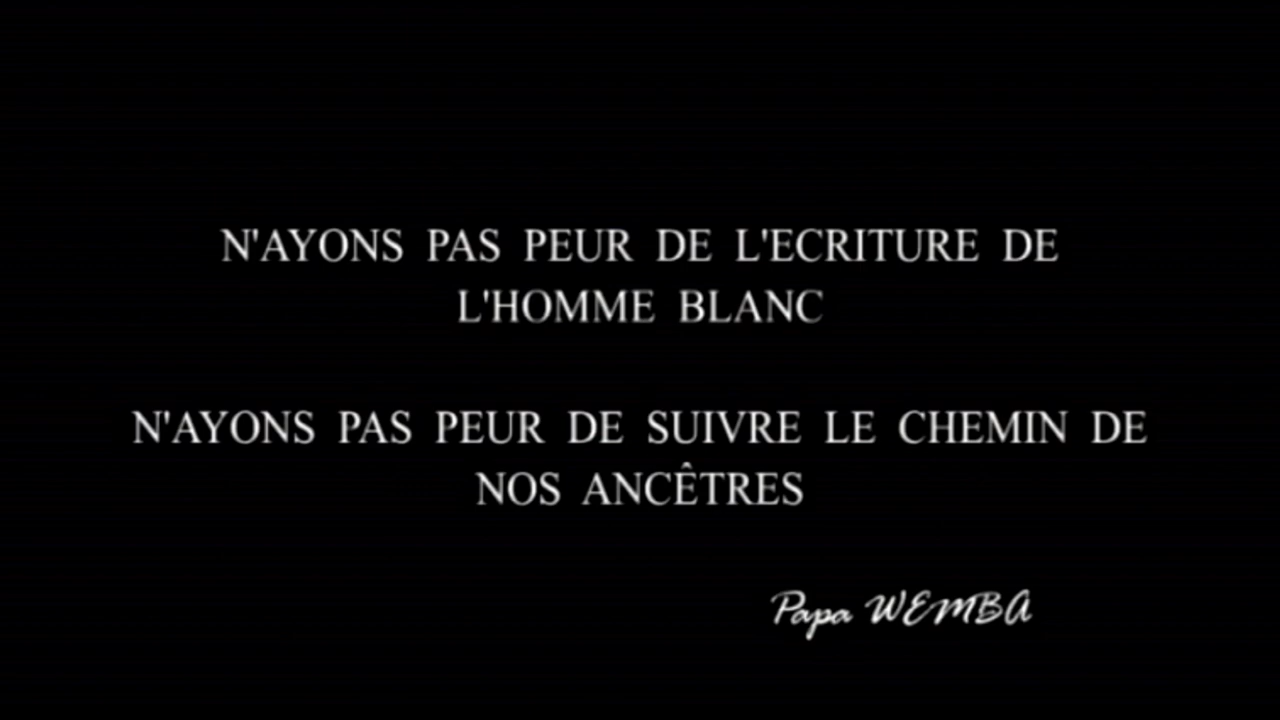 N'AYONS PAS PEUR DE L'ECRITURE DE
L'HOMME BLANC
N'AYONS PAS PEUR DE SUIVRE LE CHEMIN DE
NOS ANCÊTRES
Papa WEMBA